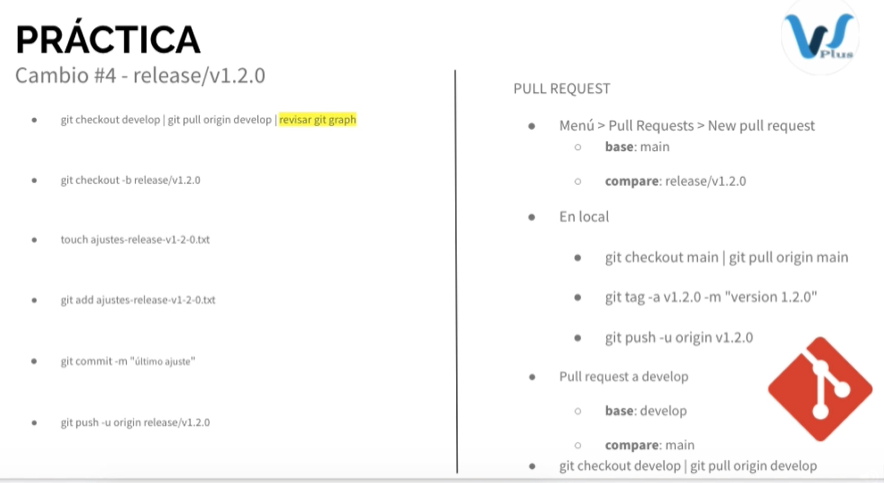 PRÁCTICA
Cambio #4 - release/v1.2.0
git checkout develop | git pull origin develop | revisar git graph
git checkout -b release/v1.2.0
touch ajustes-release-v1-2-0.txt
git add ajustes-release-v1-2-0.txt
git commit -m "último ajuste"
git push -u origin release/v1.2.0
Plus
PULL REQUEST
Menú > Pull Requests > New pull request
base: main
compare: release/v1.2.0
En local
git checkout main | git pull origin main
git tag -a v1.2.0 -m "version 1.2.0"
git push -u origin v1.2.0
Pull request a develop
base: develop
compare: main
git checkout develop | git pull origin develop